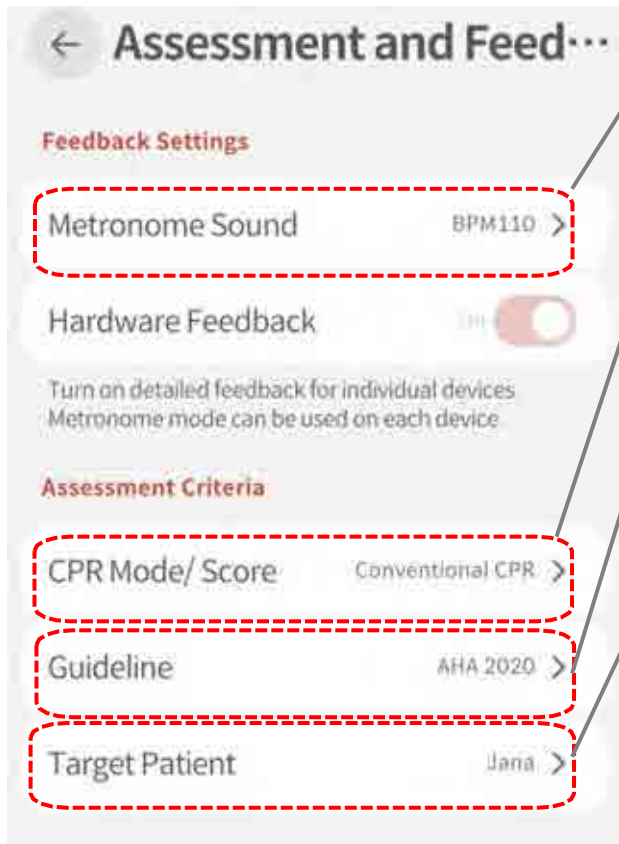 ← Assessment and Feed···
Feedback Settings
Metronome Sound BPM110 >
Hardware Feedback
Turn on detailed feedback for individual devices
Metronome mode can be used on each device
Assessment Criteria
CPR Mode/ Score Conventional CPR >
Guideline AHA 2020 >
Target Patient Jana >